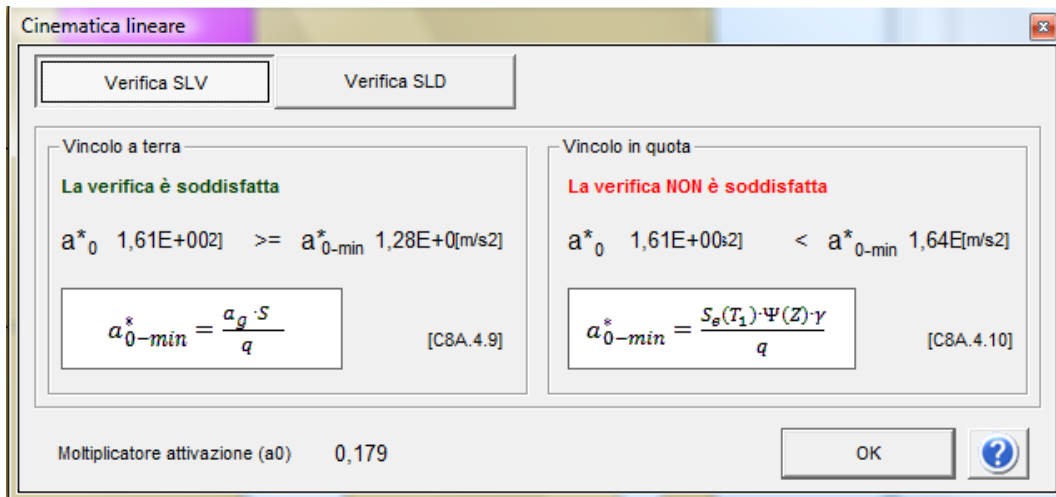 Cinematica lineare
Verifica SLV
Verifica SLD
Vincolo a terra
La verifica è soddisfatta
a*0 1,61E+002] >= a*0-min 1,28E+0[m/s2]
a*0−min = ag ·S / q
[C8A.4.9]
Vincolo in quota
La verifica NON è soddisfatta
a*0 1,61E+00s2] < a*0-min 1,64E[m/s2]
a*0−min = Se(T1)·Ψ(Z)·γ / q
[C8A.4.10]
Moltiplicatore attivazione (a0) 0,179
OK
?